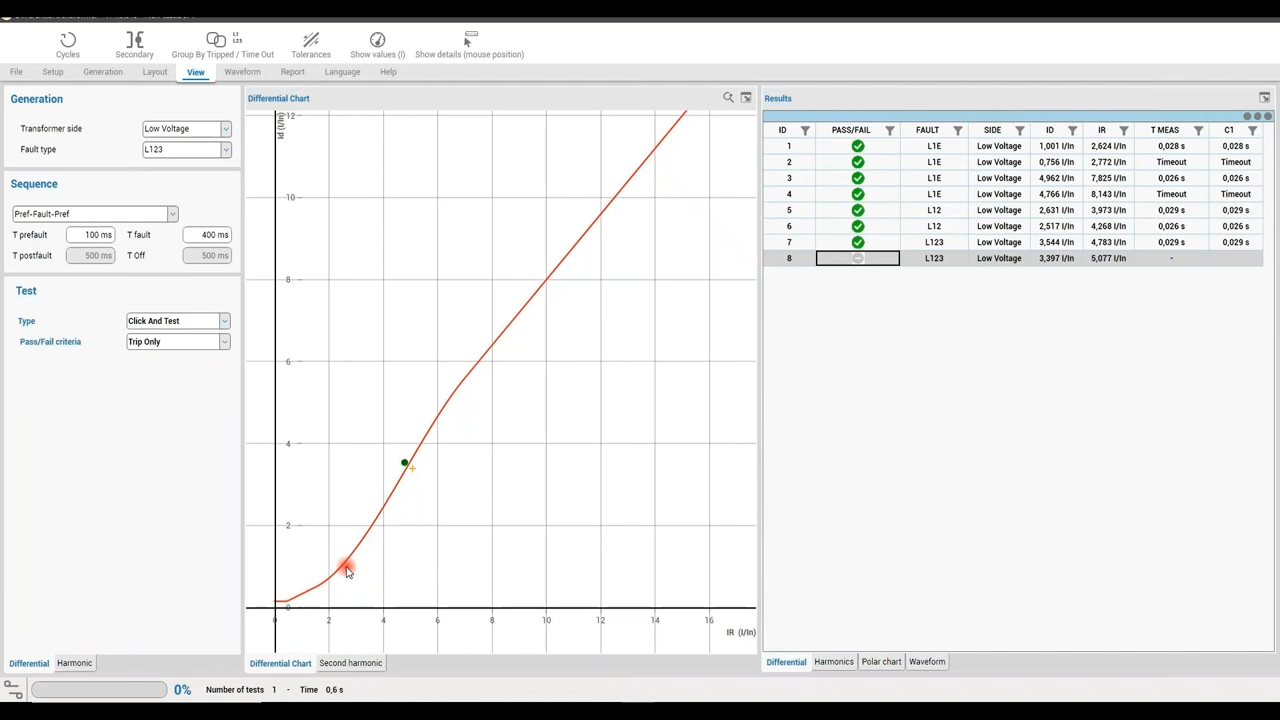 Cycles Secondary Group By Tripped / Time Out Tolerances Show values (I) Show details (mouse position)
L1
L23
File Setup Generation Layout View Waveform Report Language Help
Generation
Transformer side Low Voltage
Fault type L123
Sequence
Pref-Fault-Pref
T prefault 100 ms T fault 400 ms
T postfault 500 ms T Off 500 ms
Test
Type Click And Test
Pass/Fail criteria Trip Only
Differential Harmonic
Differential Chart
Id (I/In)
12
10
8
6
4
2
0
0 2 4 6 8 10 12 14 16
IR (I/In)
Differential Chart Second harmonic
Results
ID PASS/FAIL FAULT SIDE ID IR T MEAS C1
1 L1E Low Voltage 1,001 I/In 2,624 I/In 0,028 s 0,028 s
2 L1E Low Voltage 0,756 I/In 2,772 I/In Timeout Timeout
3 L1E Low Voltage 4,962 I/In 7,825 I/In 0,026 s 0,026 s
4 L1E Low Voltage 4,766 I/In 8,143 I/In Timeout Timeout
5 L12 Low Voltage 2,631 I/In 3,973 I/In 0,029 s 0,029 s
6 L12 Low Voltage 2,517 I/In 4,268 I/In 0,026 s 0,026 s
7 L123 Low Voltage 3,544 I/In 4,783 I/In 0,029 s 0,029 s
8 L123 Low Voltage 3,397 I/In 5,077 I/In -
Differential Harmonics Polar chart Waveform
0% Number of tests 1 - Time 0,6 s